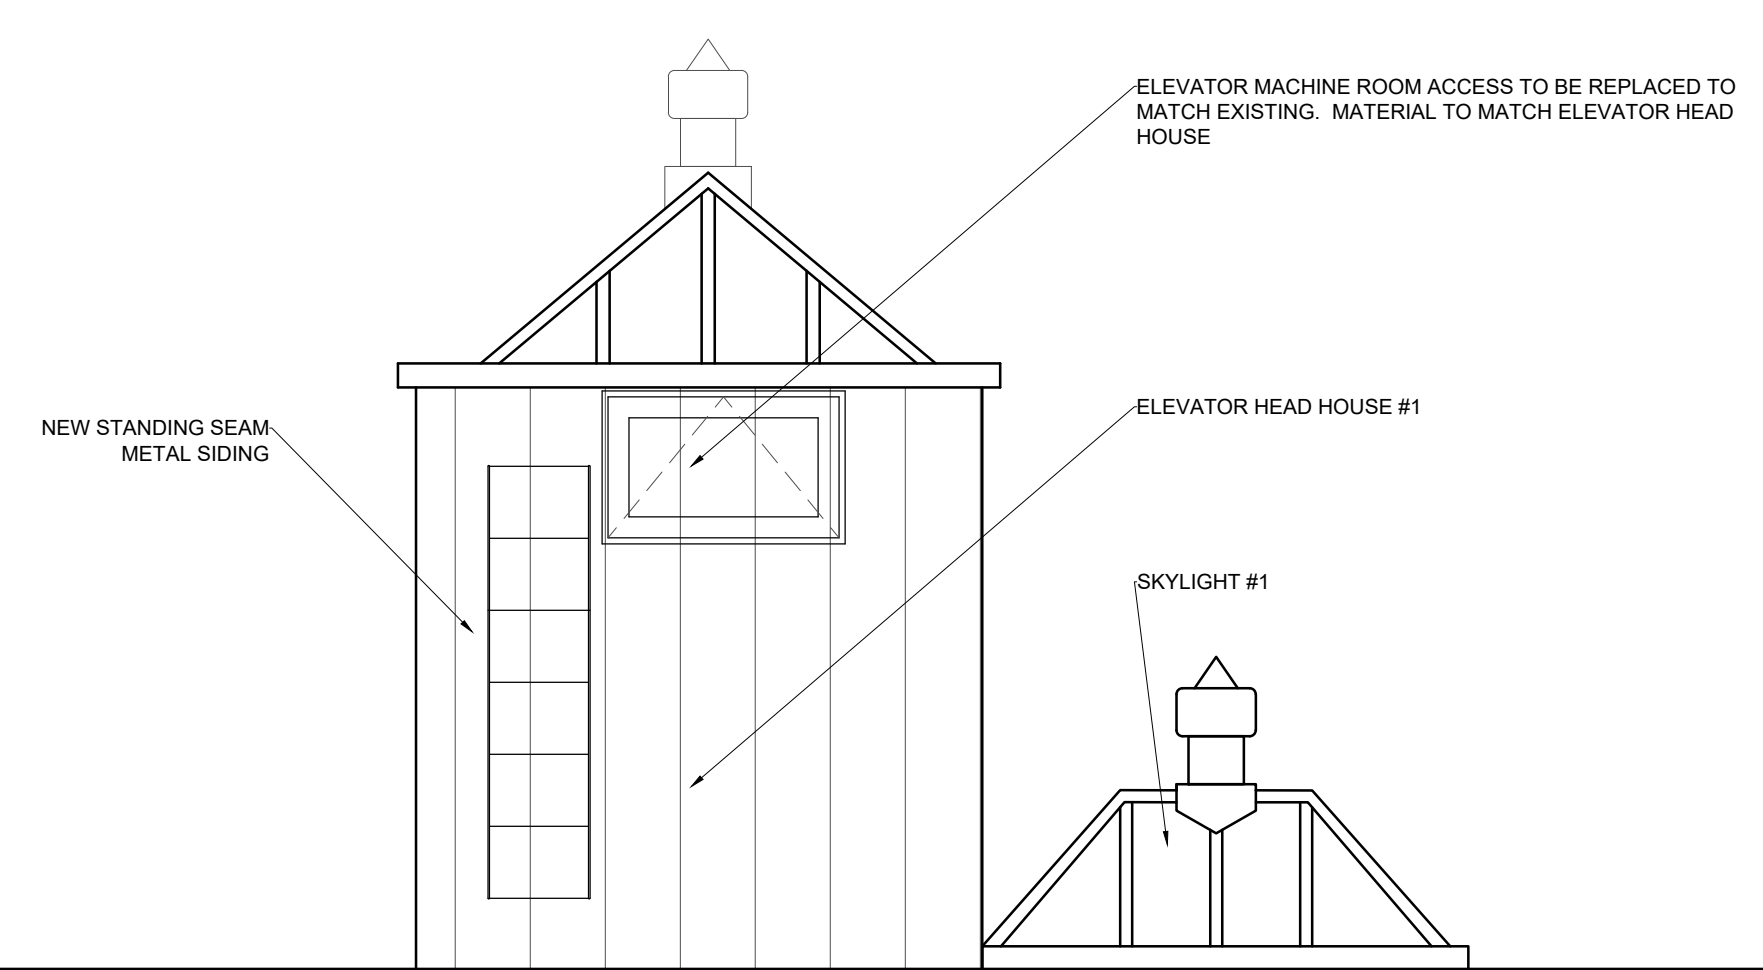 ELEVATOR MACHINE ROOM ACCESS TO BE REPLACED TO
MATCH EXISTING.  MATERIAL TO MATCH ELEVATOR HEAD
HOUSE
NEW STANDING SEAM
METAL SIDING
ELEVATOR HEAD HOUSE #1
SKYLIGHT #1